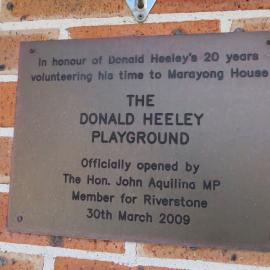 In honour of Donald Heeley's 20 years
volunteering his time to Marayong House
THE
DONALD HEELEY
PLAYGROUND
Officially opened by
The Hon. John Aquilina MP
Member for Riverstone
30th March 2009